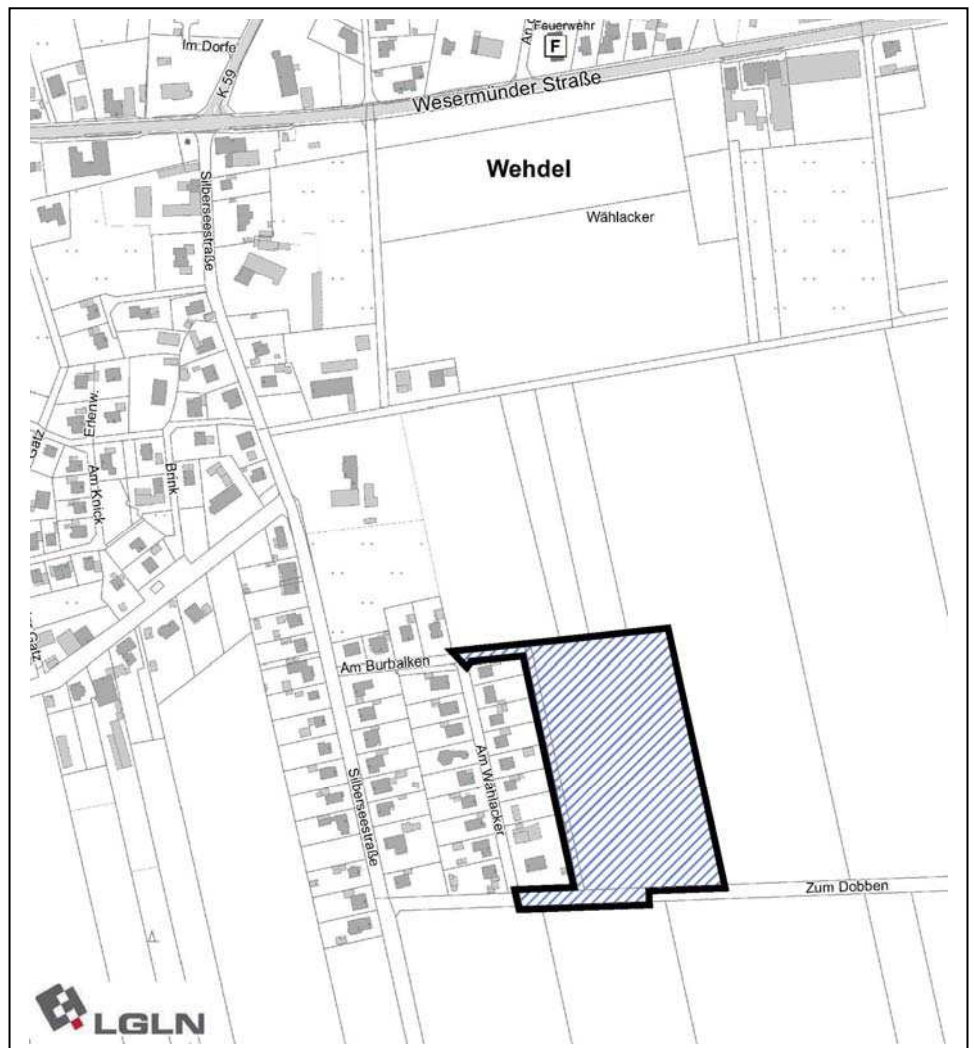 Feuerwehr
Im Dorfe
F
K 59
Wesermünder Straße
Wehdel
Silberseestraße
Wählacker
Erlenw.
Am Knick
Brink
Gatz
Am Burbalken
Am Wählacker
Silberseestraße
Zum Dobben
LGLN